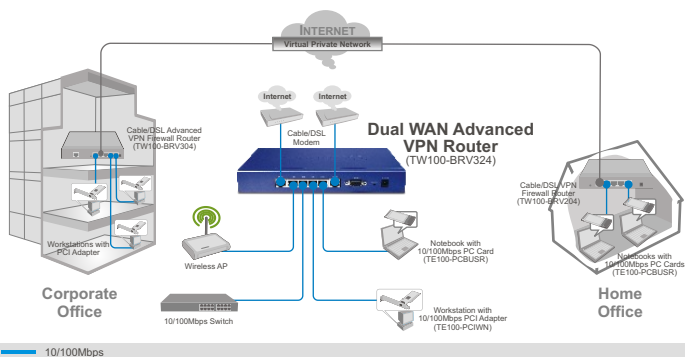 INTERNET
Virtual Private Network
Internet
Internet
Cable/DSL
Modem
Dual WAN Advanced
VPN Router
(TW100-BRV324)
Cable/DSL Advanced
VPN Firewall Router
(TW100-BRV304)
Workstations with
PCI Adapter
Corporate
Office
Wireless AP
10/100Mbps Switch
Notebook with
10/100Mbps PC Card
(TE100-PCBUSR)
Workstation with
10/100Mbps PCI Adapter
(TE100-PCIWN)
Cable/DSL VPN
Firewall Router
(TW100-BRV204)
Notebooks with
10/100Mbps PC Cards
(TE100-PCBUSR)
Home
Office
10/100Mbps